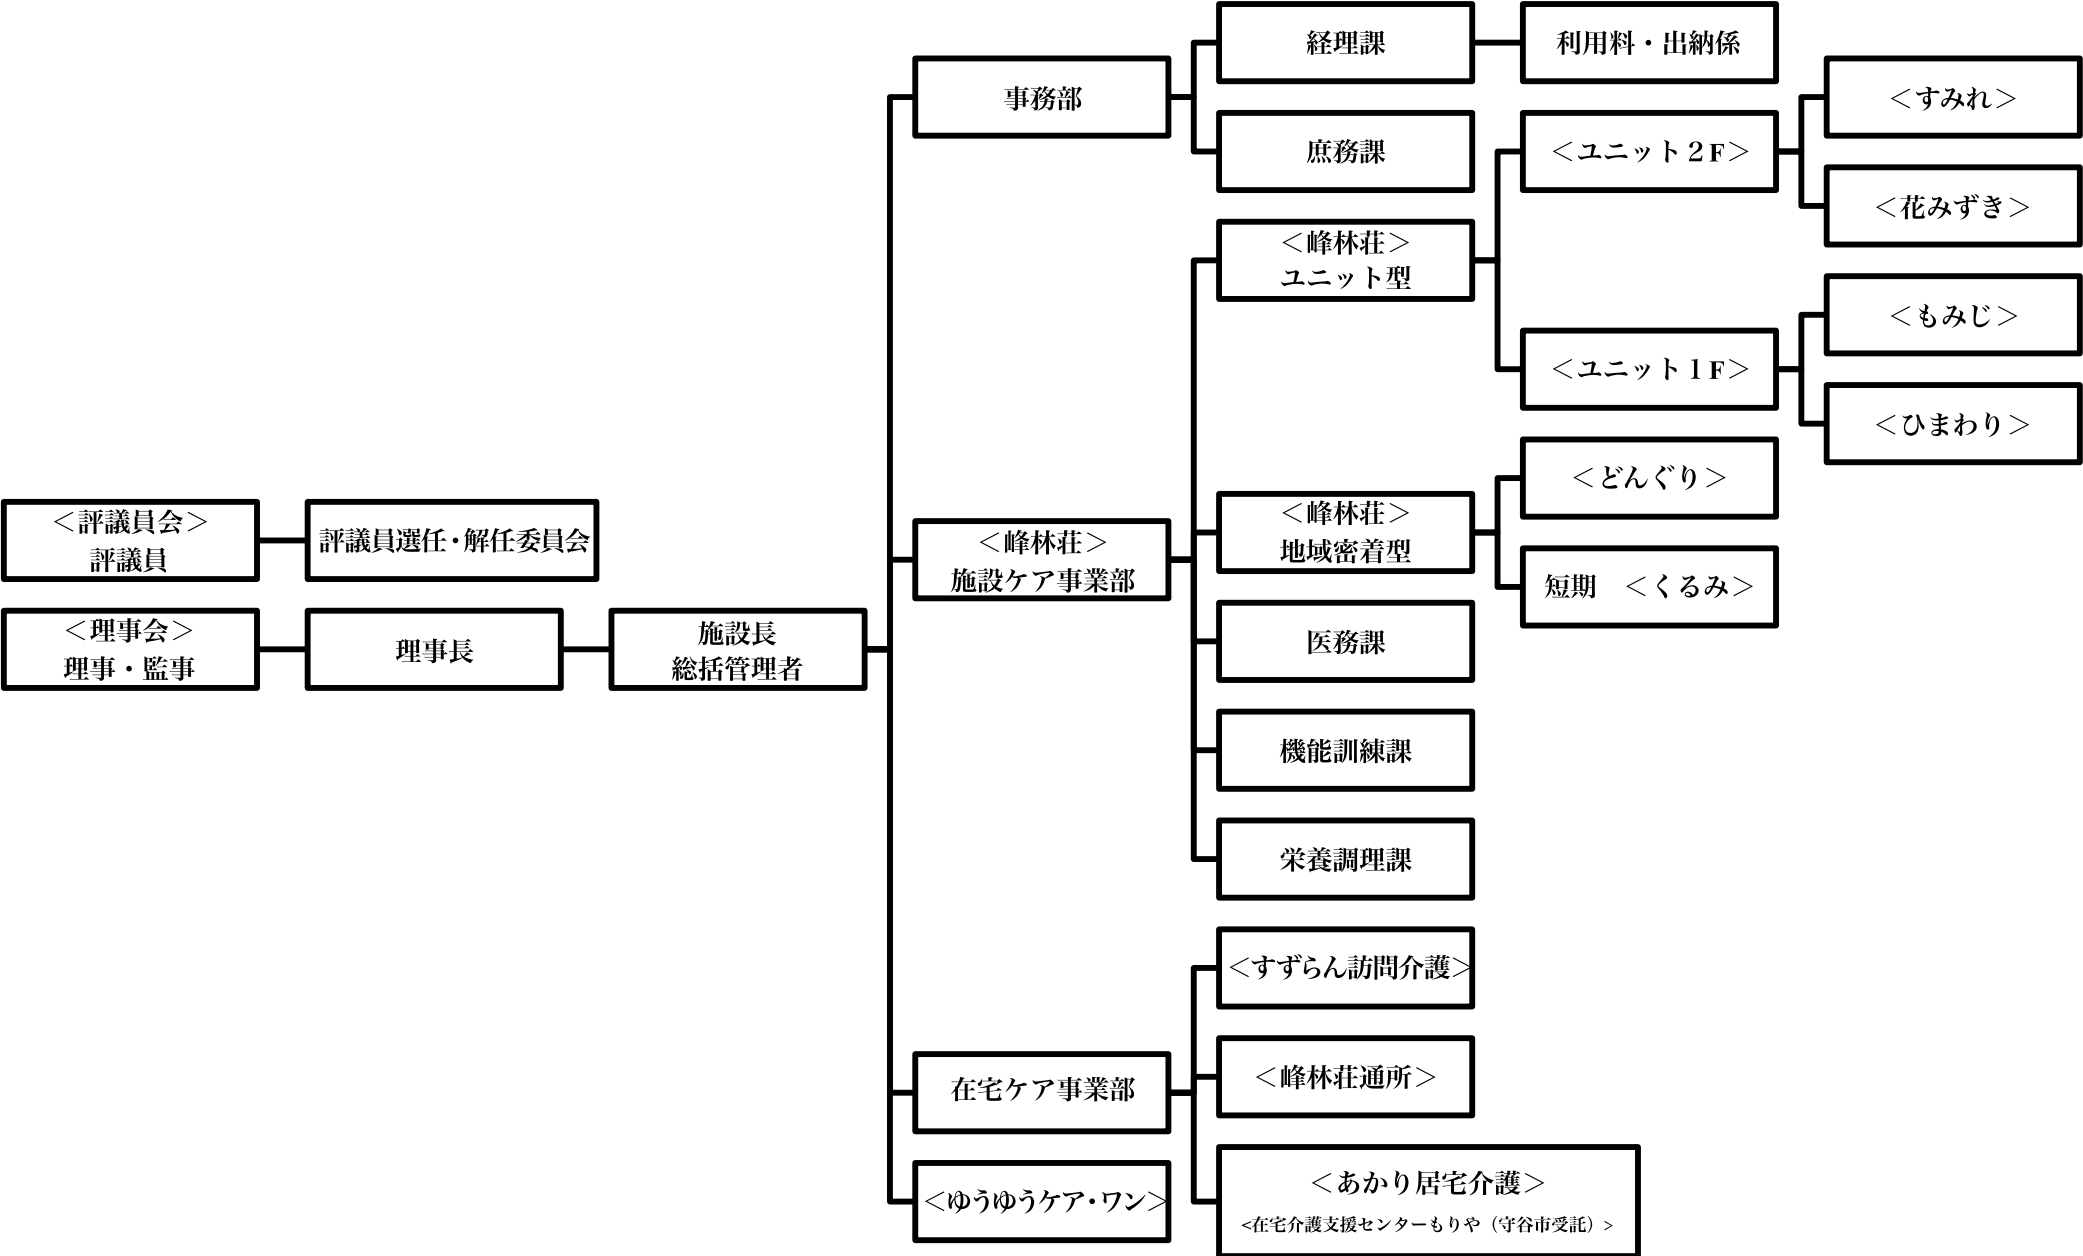 ＜評議員会＞
評議員
評議員選任・解任委員会
＜理事会＞
理事・監事
理事長
施設長
総括管理者
事務部
経理課
利用料・出納係
庶務課
＜峰林荘＞
施設ケア事業部
＜峰林荘＞
ユニット型
＜ユニット２F＞
＜すみれ＞
＜花みずき＞
＜ユニット１F＞
＜もみじ＞
＜ひまわり＞
＜峰林荘＞
地域密着型
＜どんぐり＞
短期　＜くるみ＞
医務課
機能訓練課
栄養調理課
在宅ケア事業部
＜すずらん訪問介護＞
＜峰林荘通所＞
＜あかり居宅介護＞
<在宅介護支援センターもりや（守谷市受託）>
＜ゆうゆうケア・ワン＞